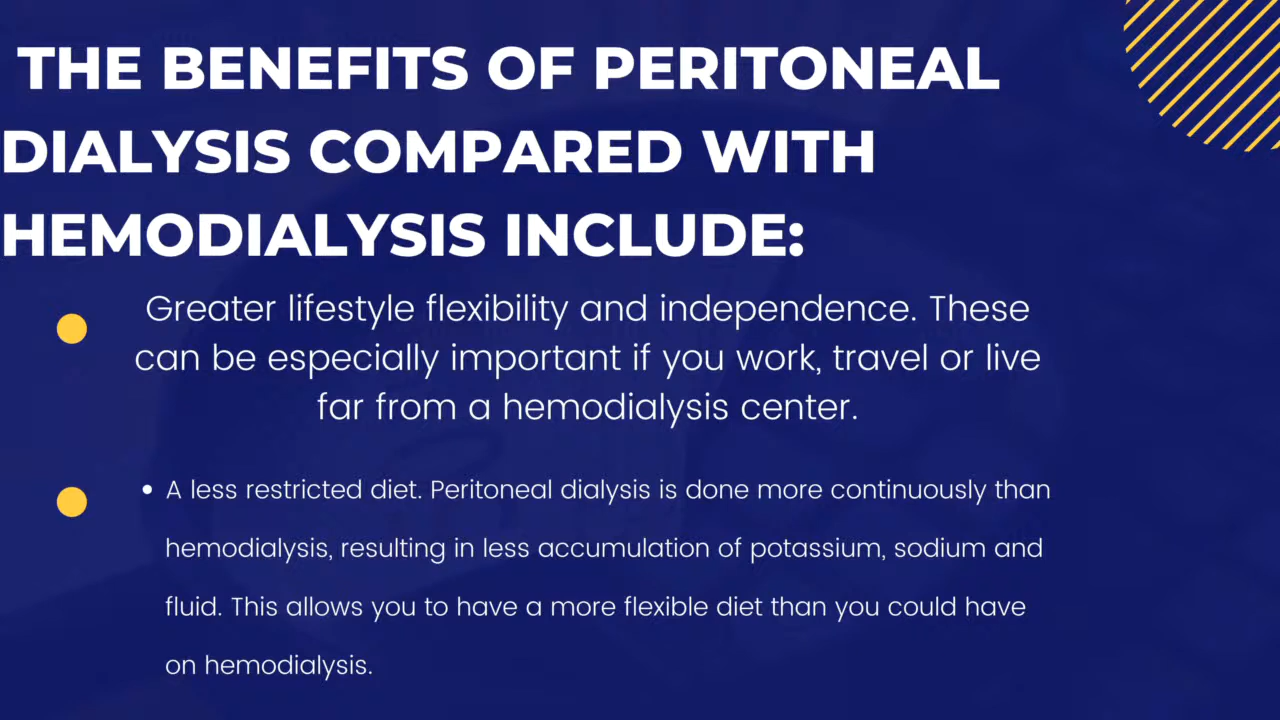 THE BENEFITS OF PERITONEAL
DIALYSIS COMPARED WITH
HEMODIALYSIS INCLUDE:
Greater lifestyle flexibility and independence. These
can be especially important if you work, travel or live
far from a hemodialysis center.
• A less restricted diet. Peritoneal dialysis is done more continuously than
hemodialysis, resulting in less accumulation of potassium, sodium and
fluid. This allows you to have a more flexible diet than you could have
on hemodialysis.